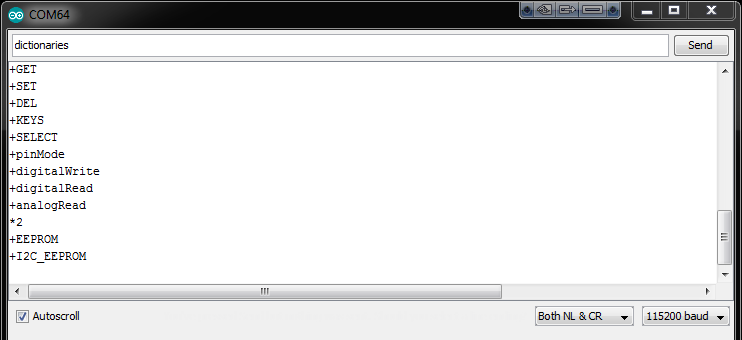 COM64
dictionaries
Send
+GET
+SET
+DEL
+KEYS
+SELECT
+pinMode
+digitalWrite
+digitalRead
+analogRead
*2
+EEPROM
+I2C_EEPROM
Autoscroll
Both NL & CR
115200 baud